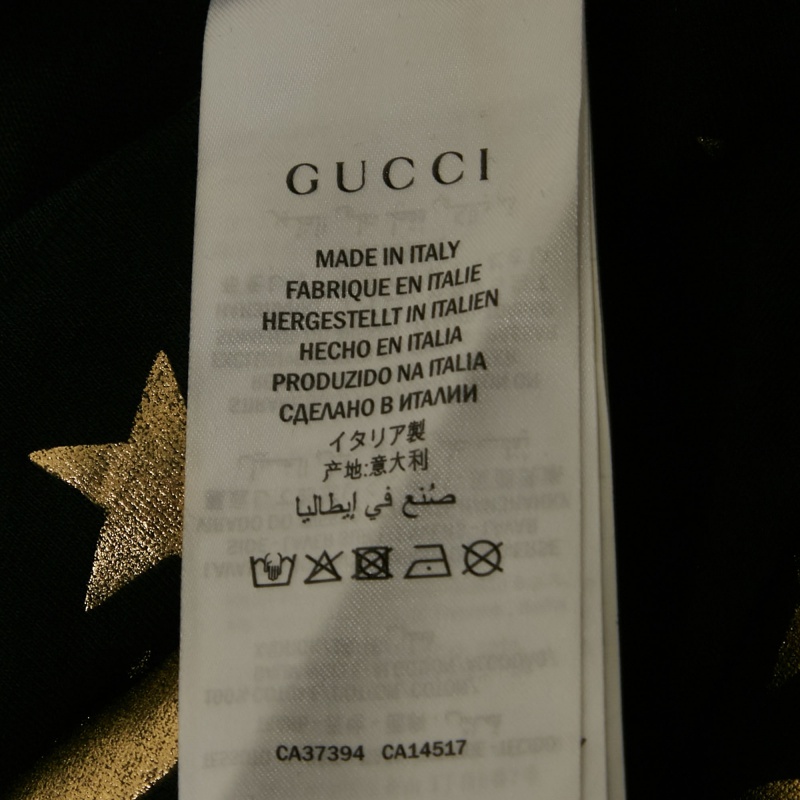 GUCCI
MADE IN ITALY
FABRIQUE EN ITALIE
HERGESTELLT IN ITALIEN
HECHO EN ITALIA
PRODUZIDO NA ITALIA
СДЕЛАНО В ИТАЛИИ
イタリア製
产地:意大利
صُنع في إيطاليا
CA37394 CA14517